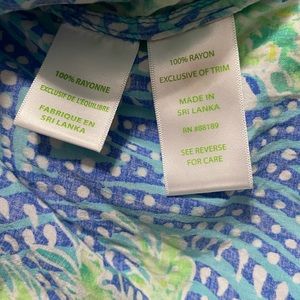 100% RAYONNE
EXCLUSIF DE L'ÉQUILIBRE
FABRIQUE EN
SRI LANKA
100% RAYON
EXCLUSIVE OF TRIM
MADE IN
SRI LANKA
RN #88189
SEE REVERSE
FOR CARE